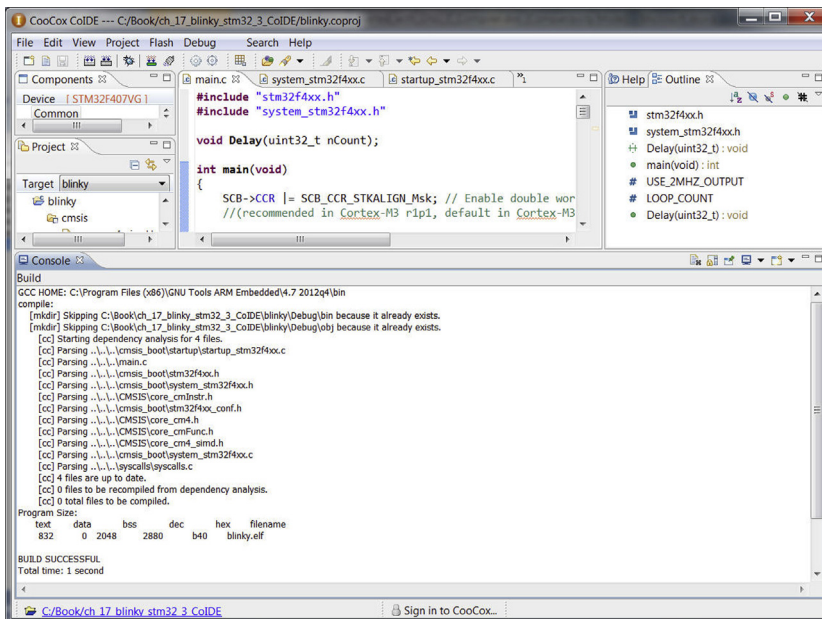 CooCox CoIDE --- C:/Book/ch_17_blinky_stm32_3_CoIDE/blinky.coproj
File Edit View Project Flash Debug Search Help
Components
Device [ STM32F407VG ]
Common
Project
Target blinky
blinky
cmsis
main.c system_stm32f4xx.c startup_stm32f4xx.c »1
#include "stm32f4xx.h"
#include "system_stm32f4xx.h"
void Delay(uint32_t nCount);
int main(void)
{
SCB->CCR |= SCB_CCR_STKALIGN_Msk; // Enable double wor
//(recommended in Cortex-M3 r1p1, default in Cortex-M3
Help Outline
stm32f4xx.h
system_stm32f4xx.h
Delay(uint32_t) : void
main(void) : int
# USE_2MHZ_OUTPUT
# LOOP_COUNT
Delay(uint32_t) : void
Console
Build
GCC HOME: C:\Program Files (x86)\GNU Tools ARM Embedded\4.7 2012q4\bin
compile:
[mkdir] Skipping C:\Book\ch_17_blinky_stm32_3_CoIDE\blinky\Debug\bin because it already exists.
[mkdir] Skipping C:\Book\ch_17_blinky_stm32_3_CoIDE\blinky\Debug\obj because it already exists.
[cc] Starting dependency analysis for 4 files.
[cc] Parsing ..\..\..\cmsis_boot\startup\startup_stm32f4xx.c
[cc] Parsing ..\..\..\main.c
[cc] Parsing ..\..\..\cmsis_boot\stm32f4xx.h
[cc] Parsing ..\..\..\cmsis_boot\system_stm32f4xx.h
[cc] Parsing ..\..\..\CMSIS\core_cmInstr.h
[cc] Parsing ..\..\..\cmsis_boot\stm32f4xx_conf.h
[cc] Parsing ..\..\..\CMSIS\core_cm4.h
[cc] Parsing ..\..\..\CMSIS\core_cmFunc.h
[cc] Parsing ..\..\..\CMSIS\core_cm4_simd.h
[cc] Parsing ..\..\..\cmsis_boot\system_stm32f4xx.c
[cc] Parsing ..\..\..\syscalls\syscalls.c
[cc] 4 files are up to date.
[cc] 0 files to be recompiled from dependency analysis.
[cc] 0 total files to be compiled.
Program Size:
text data bss dec hex filename
832 0 2048 2880 b40 blinky.elf
BUILD SUCCESSFUL
Total time: 1 second
C:/Book/ch_17_blinky_stm32_3_CoIDE
Sign in to CooCox...